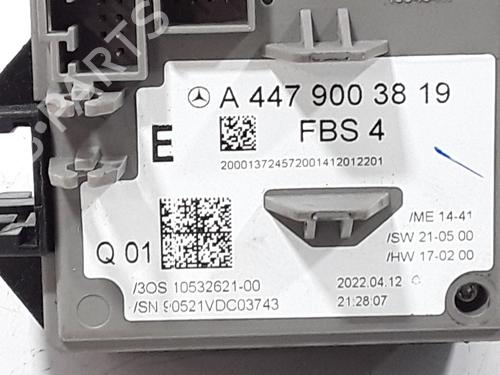 A 447 900 38 19
E
FBS 4
200013724572001412012201
Q 01
/ME 14-41
/SW 21-05 00
/HW 17-02 00
/3OS 10532621-00
2022.04.12
/SN 90521VDC03743
21:28:07